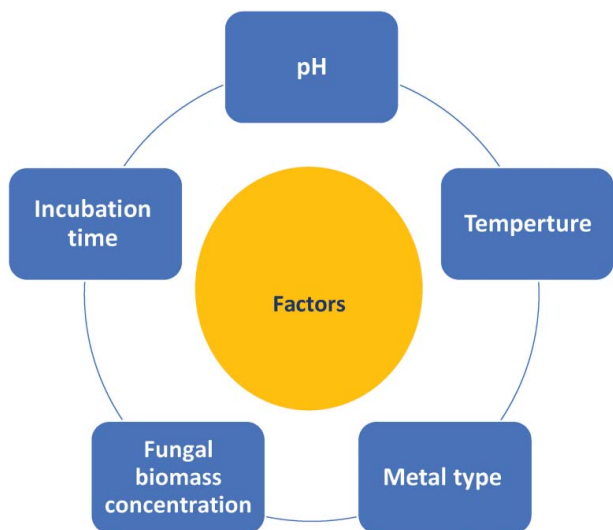 pH
Temperture
Metal type
Fungal
biomass
concentration
Incubation
time
Factors